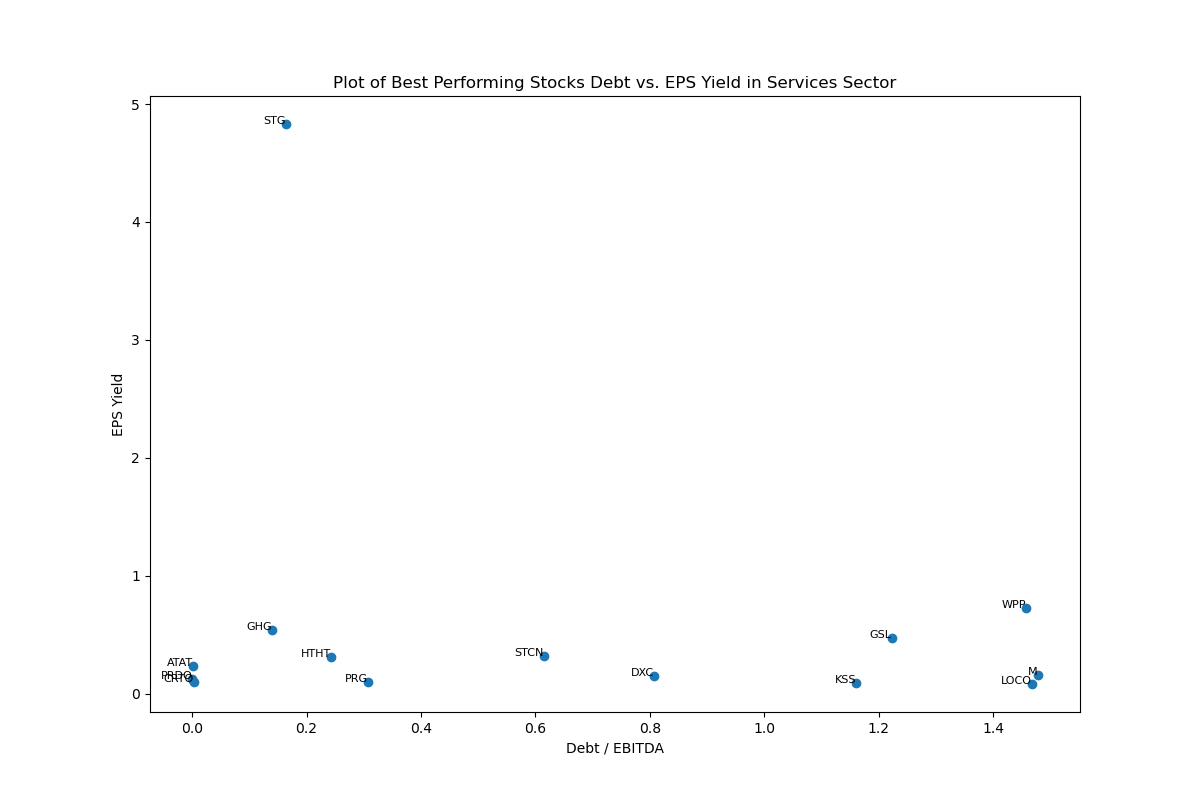 Plot of Best Performing Stocks Debt vs. EPS Yield in Services Sector
5
STG
4
3
EPS Yield
2
1
WPP
GHG
GSL
HTHT
STCN
ATAT
PRDO
CRTO
PRG
DXC
KSS
M
LOCO
0
0.0 0.2 0.4 0.6 0.8 1.0 1.2 1.4
Debt / EBITDA